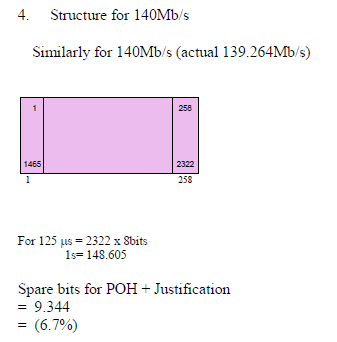 4. Structure for 140Mb/s
Similarly for 140Mb/s (actual 139.264Mb/s)
1 258
1465 2322
1 258
For 125 µs = 2322 x 8bits
1s= 148.605
Spare bits for POH + Justification
= 9.344
= (6.7%)